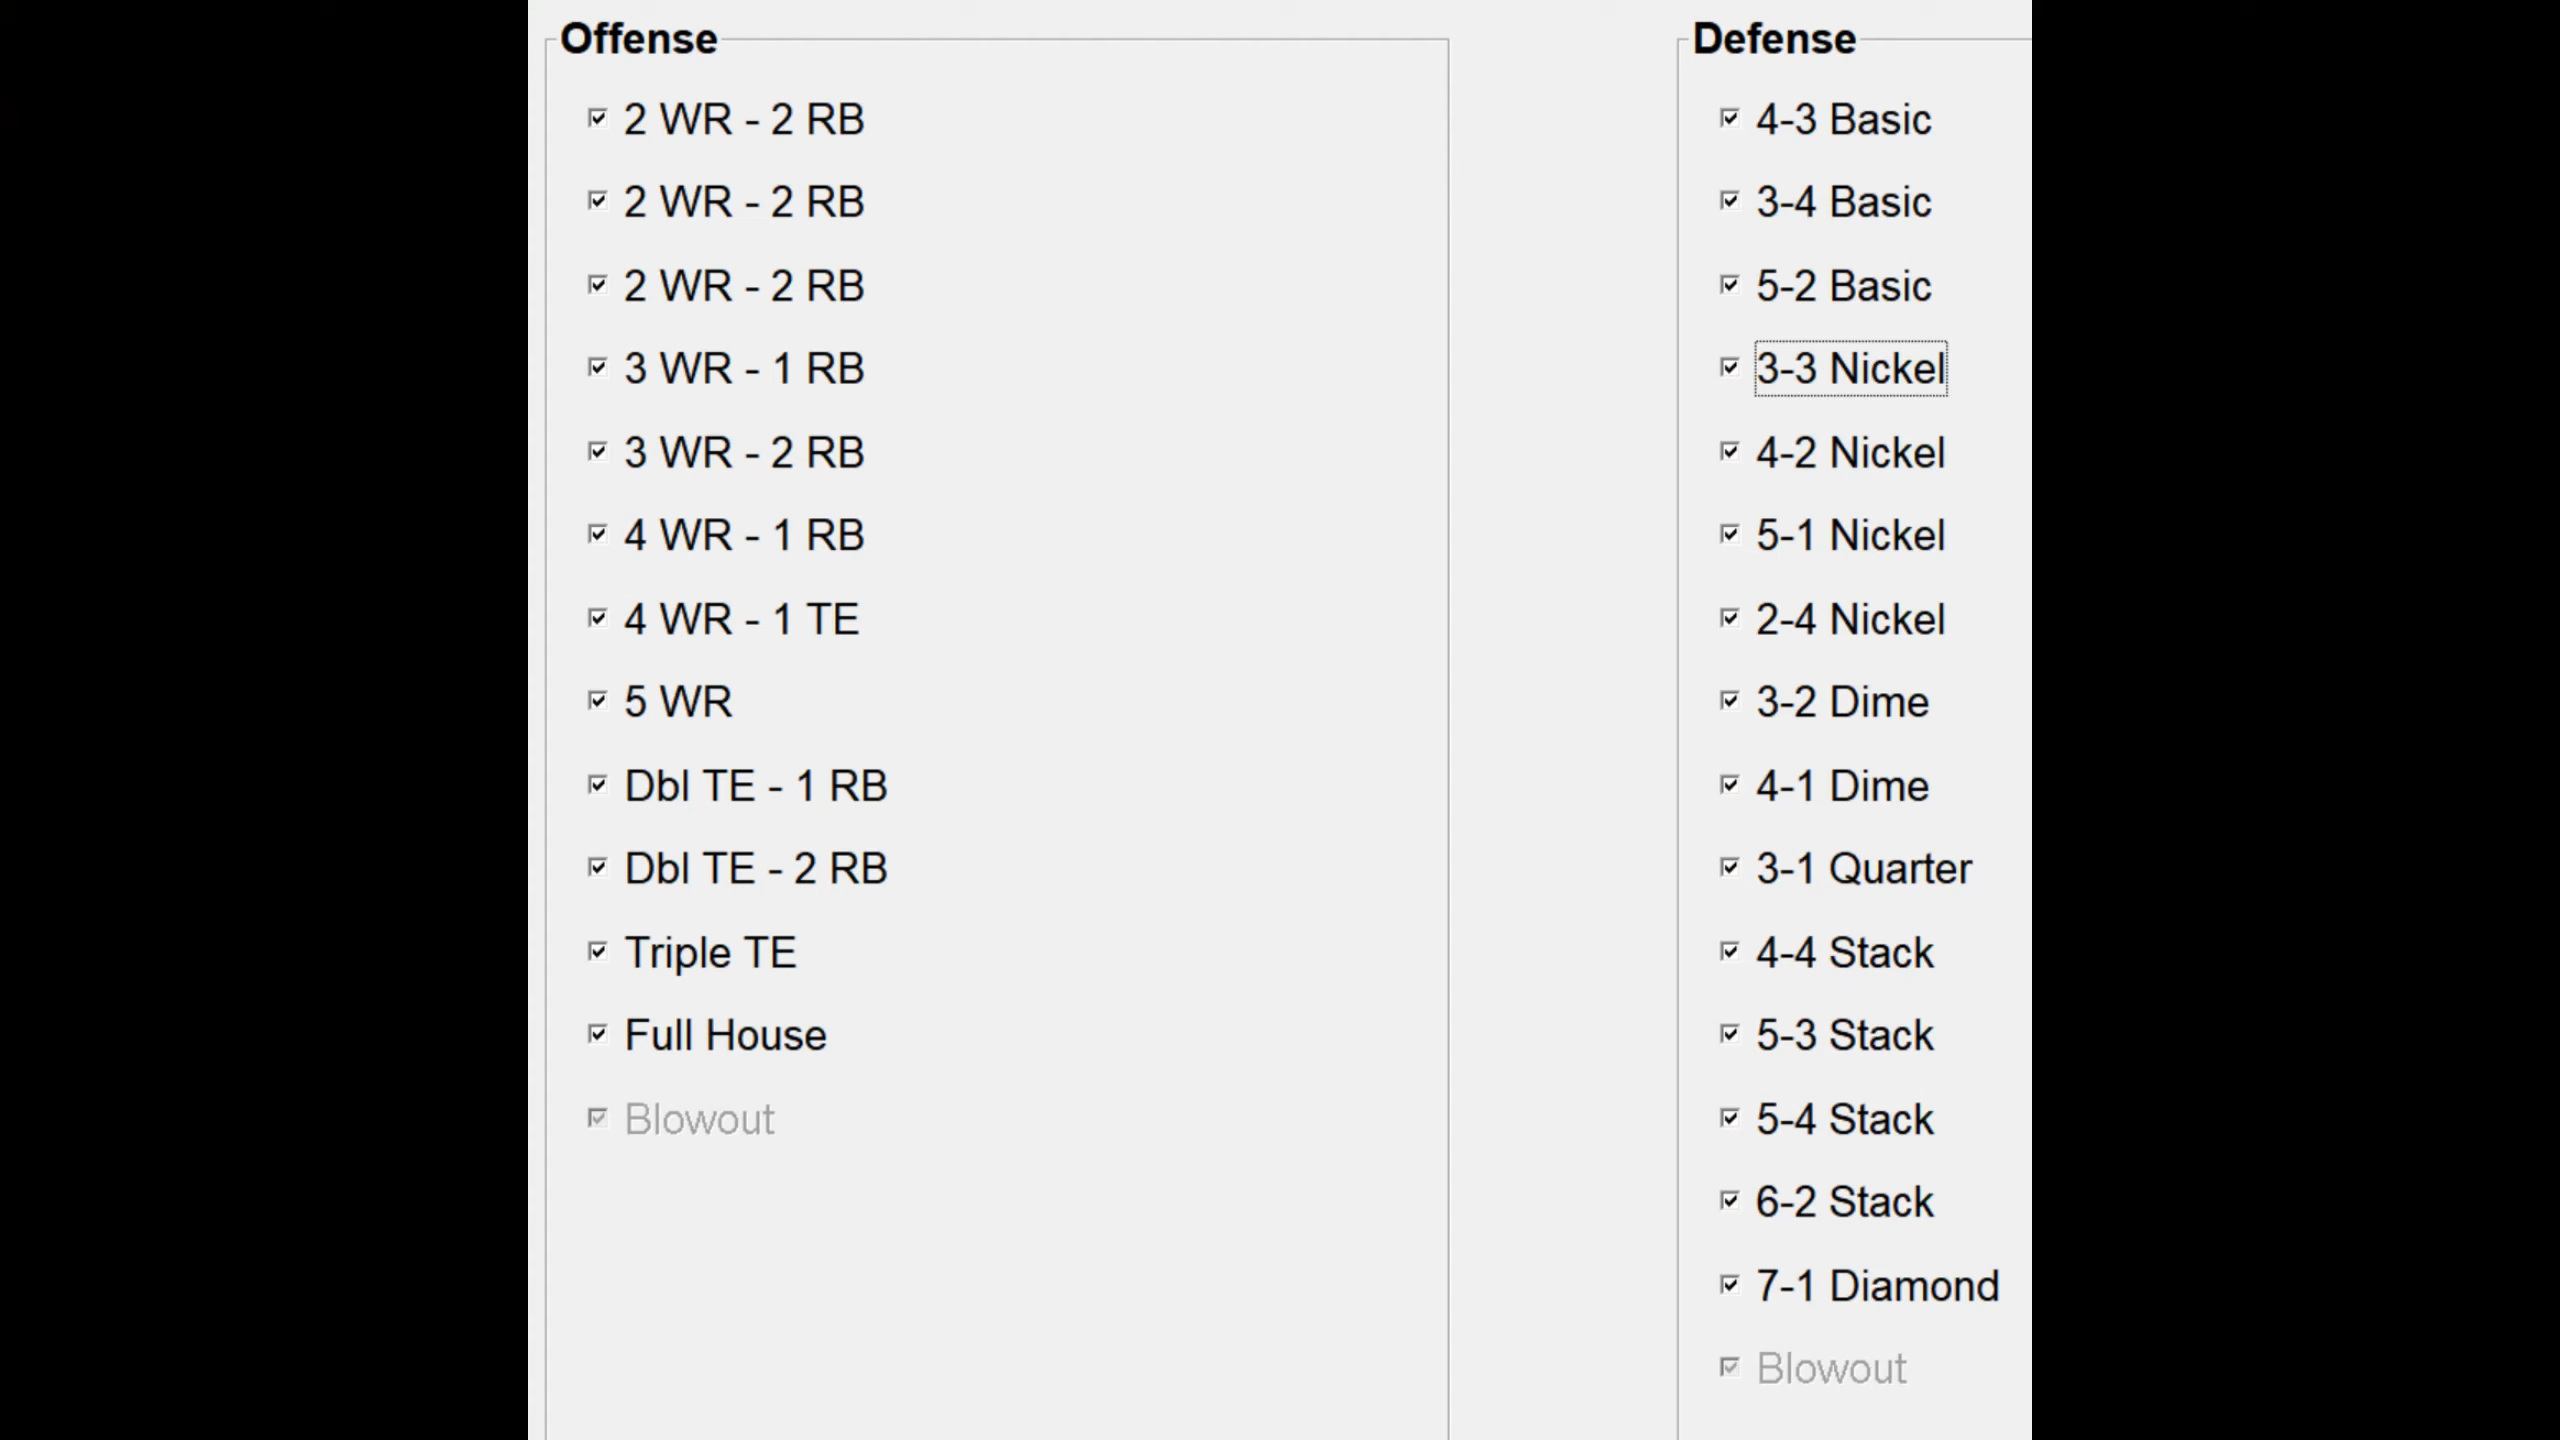 Offense
2 WR - 2 RB
2 WR - 2 RB
2 WR - 2 RB
3 WR - 1 RB
3 WR - 2 RB
4 WR - 1 RB
4 WR - 1 TE
5 WR
Dbl TE - 1 RB
Dbl TE - 2 RB
Triple TE
Full House
Blowout
Defense
4-3 Basic
3-4 Basic
5-2 Basic
3-3 Nickel
4-2 Nickel
5-1 Nickel
2-4 Nickel
3-2 Dime
4-1 Dime
3-1 Quarter
4-4 Stack
5-3 Stack
5-4 Stack
6-2 Stack
7-1 Diamond
Blowout